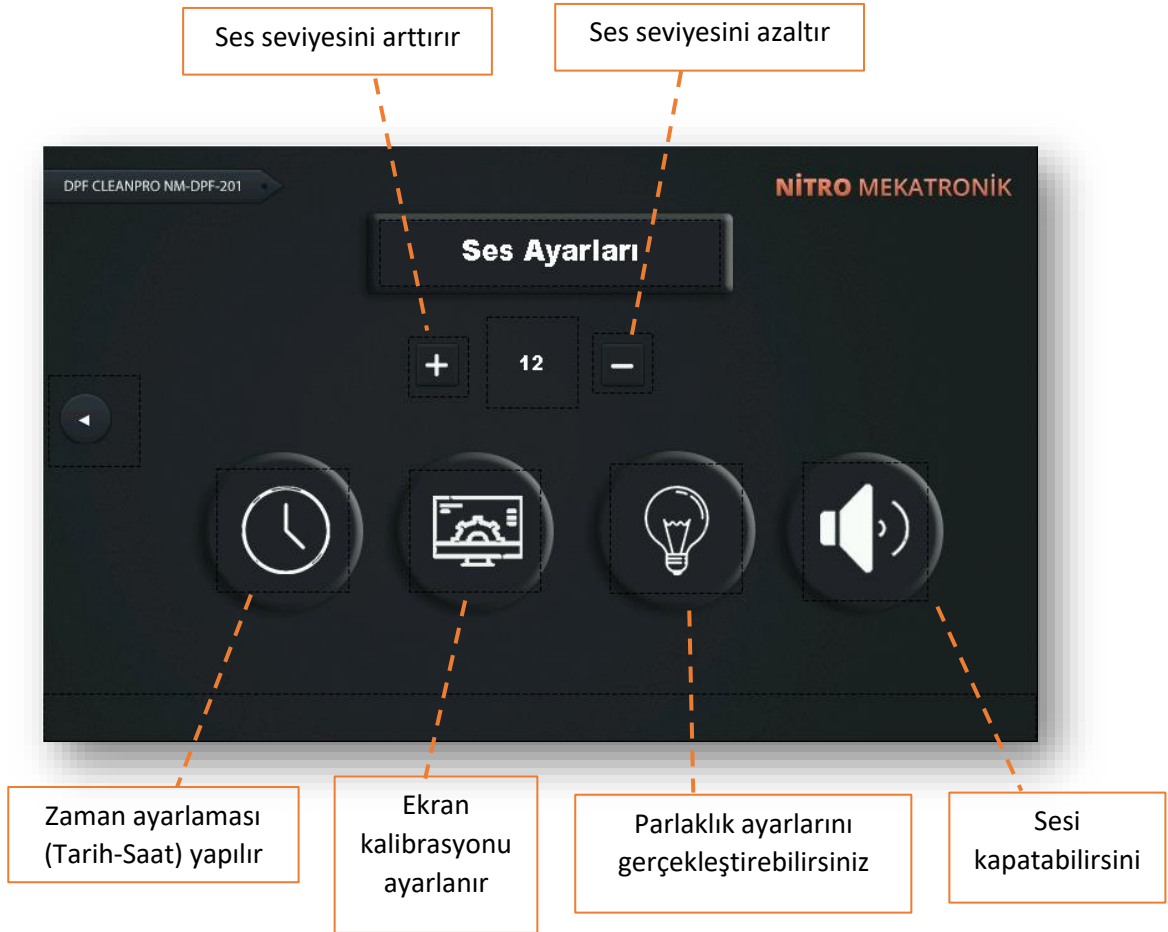 Ses seviyesini arttırır
Ses seviyesini azaltır
DPF CLEANPRO NM-DPF-201
NİTRO MEKATRONİK
Ses Ayarları
+ 12 −
Zaman ayarlaması
(Tarih-Saat) yapılır
Ekran
kalibrasyonu
ayarlanır
Parlaklık ayarlarını
gerçekleştirebilirsiniz
Sesi
kapatabilirsini